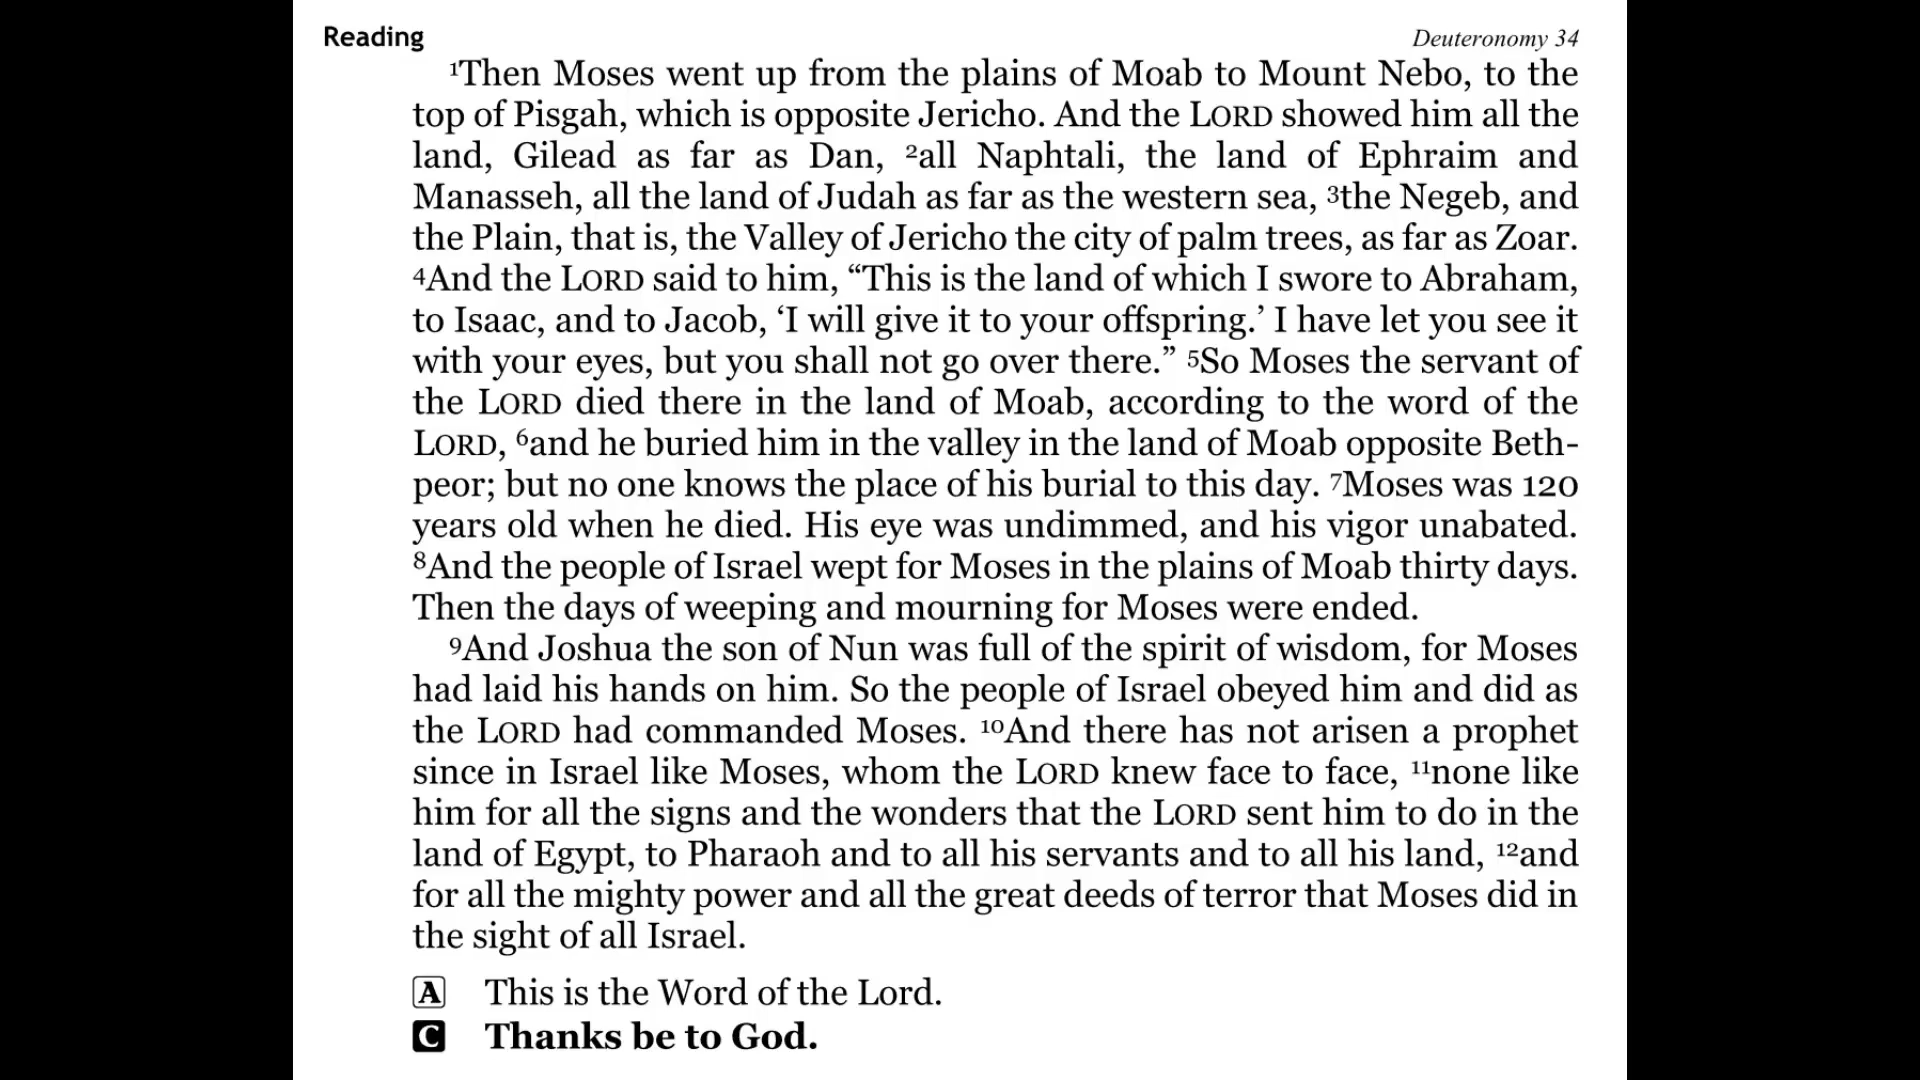 Reading
Deuteronomy 34
¹Then Moses went up from the plains of Moab to Mount Nebo, to the
top of Pisgah, which is opposite Jericho. And the LORD showed him all the
land, Gilead as far as Dan, ²all Naphtali, the land of Ephraim and
Manasseh, all the land of Judah as far as the western sea, ³the Negeb, and
the Plain, that is, the Valley of Jericho the city of palm trees, as far as Zoar.
⁴And the LORD said to him, “This is the land of which I swore to Abraham,
to Isaac, and to Jacob, ‘I will give it to your offspring.’ I have let you see it
with your eyes, but you shall not go over there.” ⁵So Moses the servant of
the LORD died there in the land of Moab, according to the word of the
LORD, ⁶and he buried him in the valley in the land of Moab opposite Beth-
peor; but no one knows the place of his burial to this day. ⁷Moses was 120
years old when he died. His eye was undimmed, and his vigor unabated.
⁸And the people of Israel wept for Moses in the plains of Moab thirty days.
Then the days of weeping and mourning for Moses were ended.
⁹And Joshua the son of Nun was full of the spirit of wisdom, for Moses
had laid his hands on him. So the people of Israel obeyed him and did as
the LORD had commanded Moses. ¹⁰And there has not arisen a prophet
since in Israel like Moses, whom the LORD knew face to face, ¹¹none like
him for all the signs and the wonders that the LORD sent him to do in the
land of Egypt, to Pharaoh and to all his servants and to all his land, ¹²and
for all the mighty power and all the great deeds of terror that Moses did in
the sight of all Israel.
A This is the Word of the Lord.
C Thanks be to God.